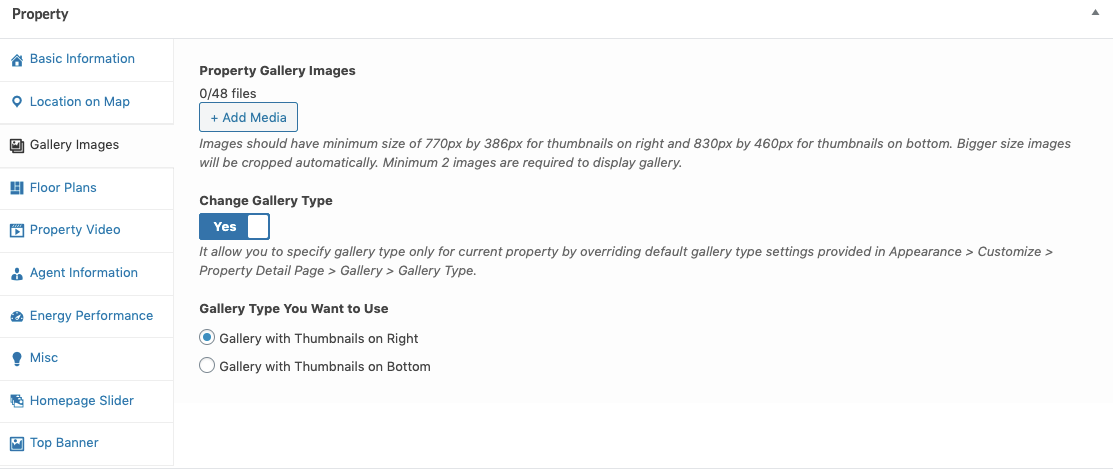 Property
Basic Information
Location on Map
Gallery Images
Floor Plans
Property Video
Agent Information
Energy Performance
Misc
Homepage Slider
Top Banner
Property Gallery Images
0/48 files
+ Add Media
Images should have minimum size of 770px by 386px for thumbnails on right and 830px by 460px for thumbnails on bottom. Bigger size images
will be cropped automatically. Minimum 2 images are required to display gallery.
Change Gallery Type
Yes
It allow you to specify gallery type only for current property by overriding default gallery type settings provided in Appearance > Customize >
Property Detail Page > Gallery > Gallery Type.
Gallery Type You Want to Use
Gallery with Thumbnails on Right
Gallery with Thumbnails on Bottom